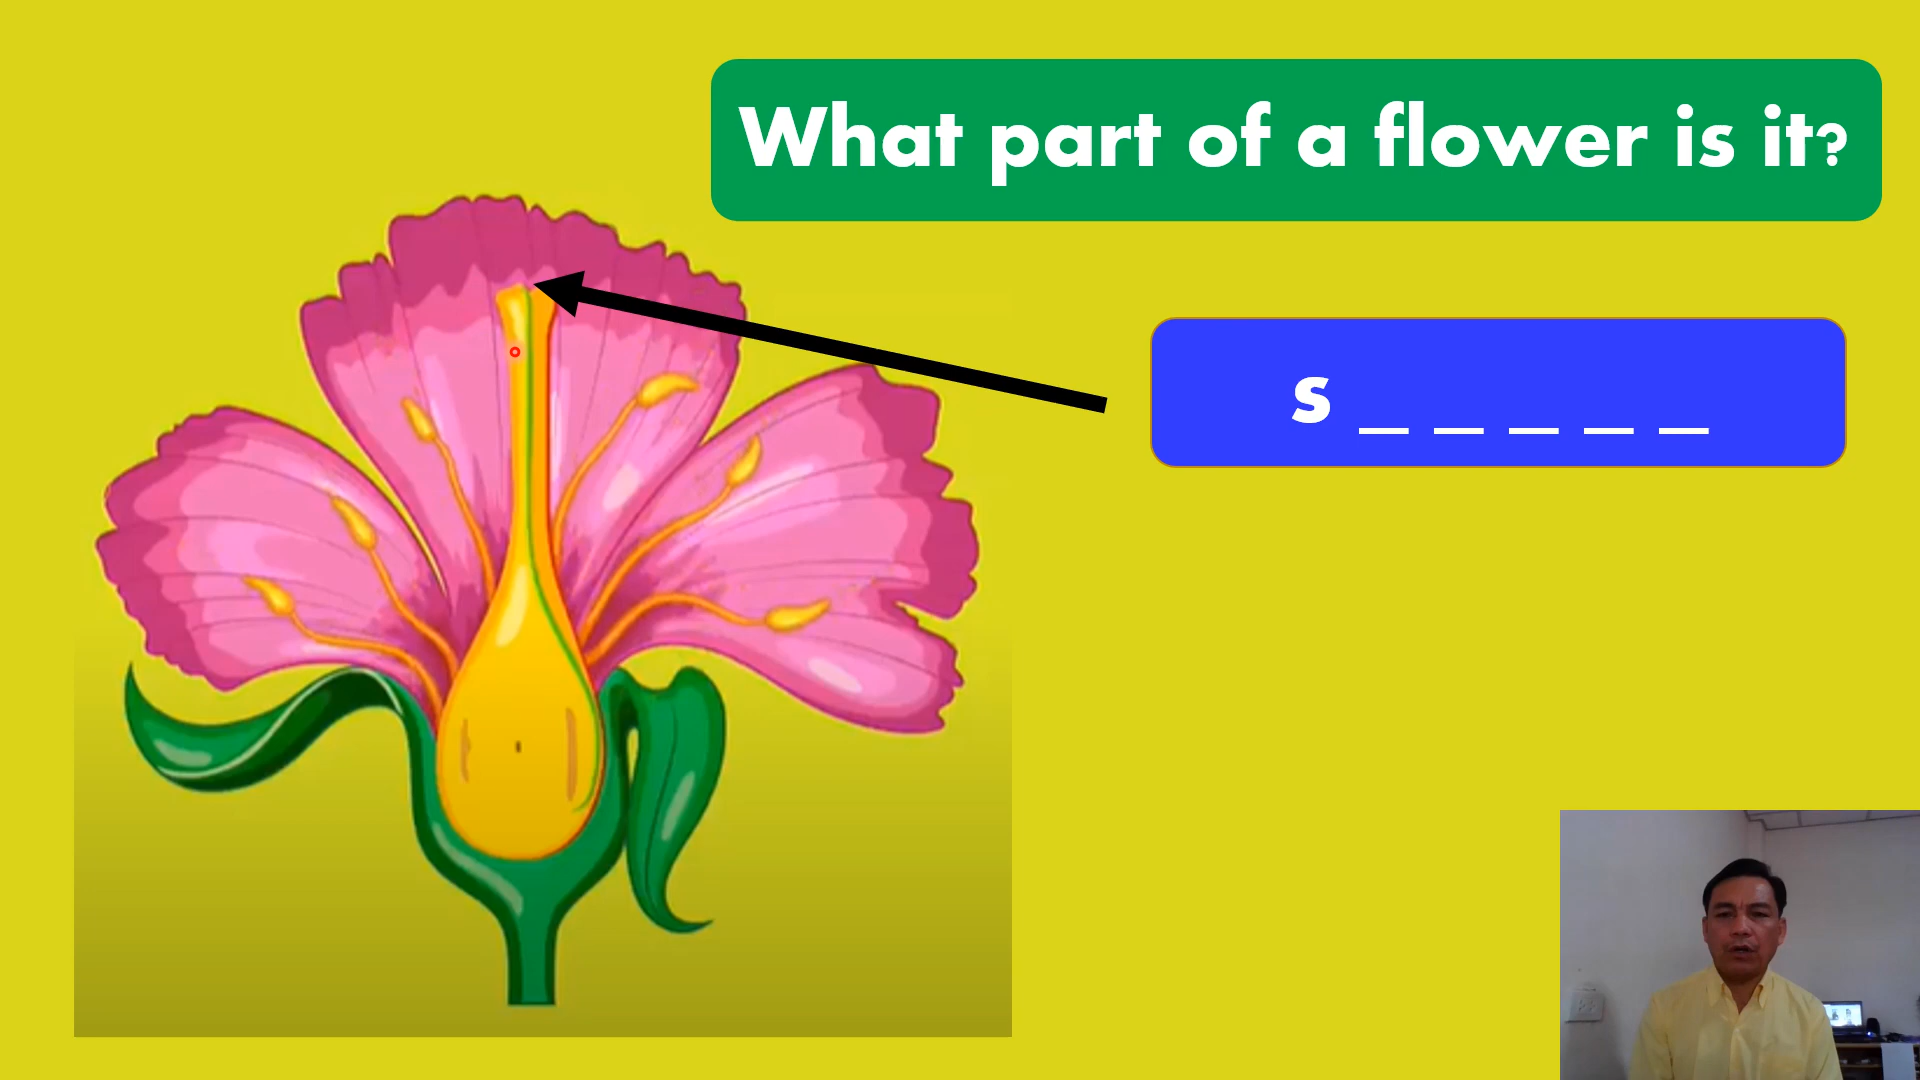 What part of a flower is it?
s _ _ _ _ _